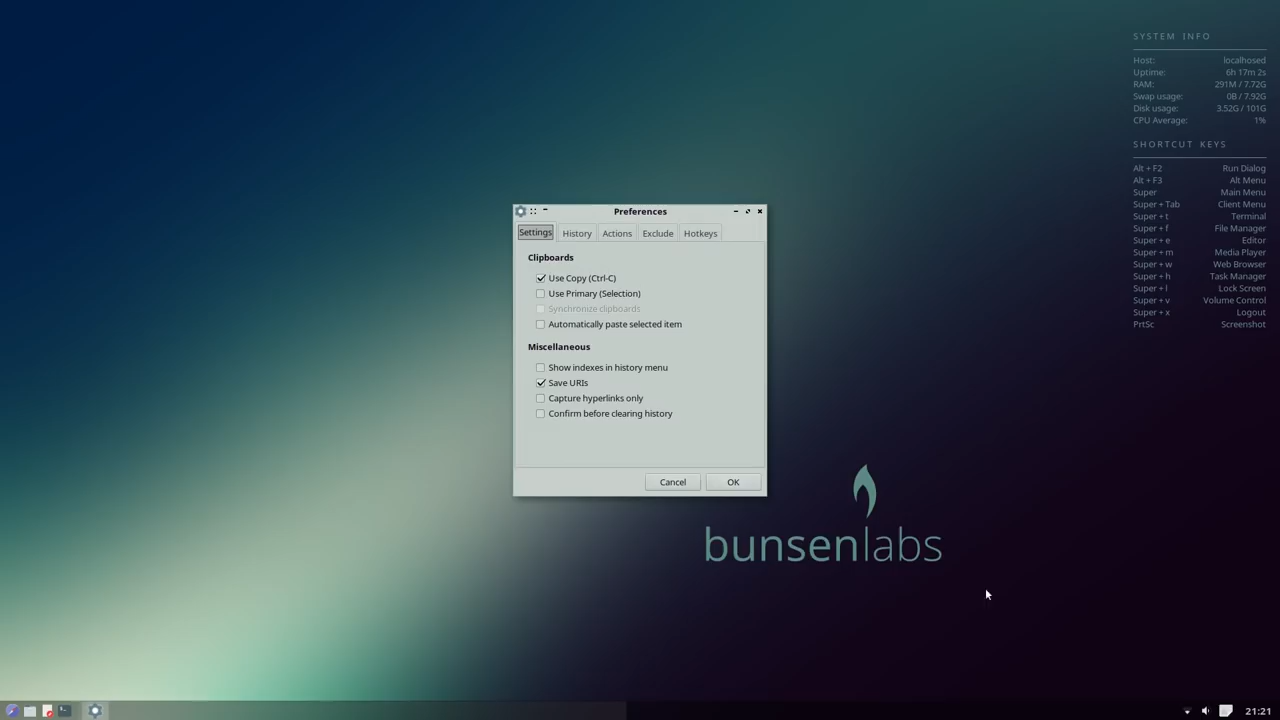 Preferences
Settings History Actions Exclude Hotkeys
Clipboards
Use Copy (Ctrl-C)
Use Primary (Selection)
Synchronize clipboards
Automatically paste selected item
Miscellaneous
Show indexes in history menu
Save URIs
Capture hyperlinks only
Confirm before clearing history
Cancel OK
bunsenlabs
SYSTEM INFO
Host: localhosed
Uptime: 6h 17m 2s
RAM: 291M / 7.72G
Swap usage: 0B / 7.92G
Disk usage: 3.52G / 101G
CPU Average: 1%
SHORTCUT KEYS
Alt + F2 Run Dialog
Alt + F3 Alt Menu
Super Main Menu
Super + Tab Client Menu
Super + t Terminal
Super + f File Manager
Super + e Editor
Super + m Media Player
Super + w Web Browser
Super + h Task Manager
Super + l Lock Screen
Super + v Volume Control
Super + x Logout
PrtSc Screenshot
21:21